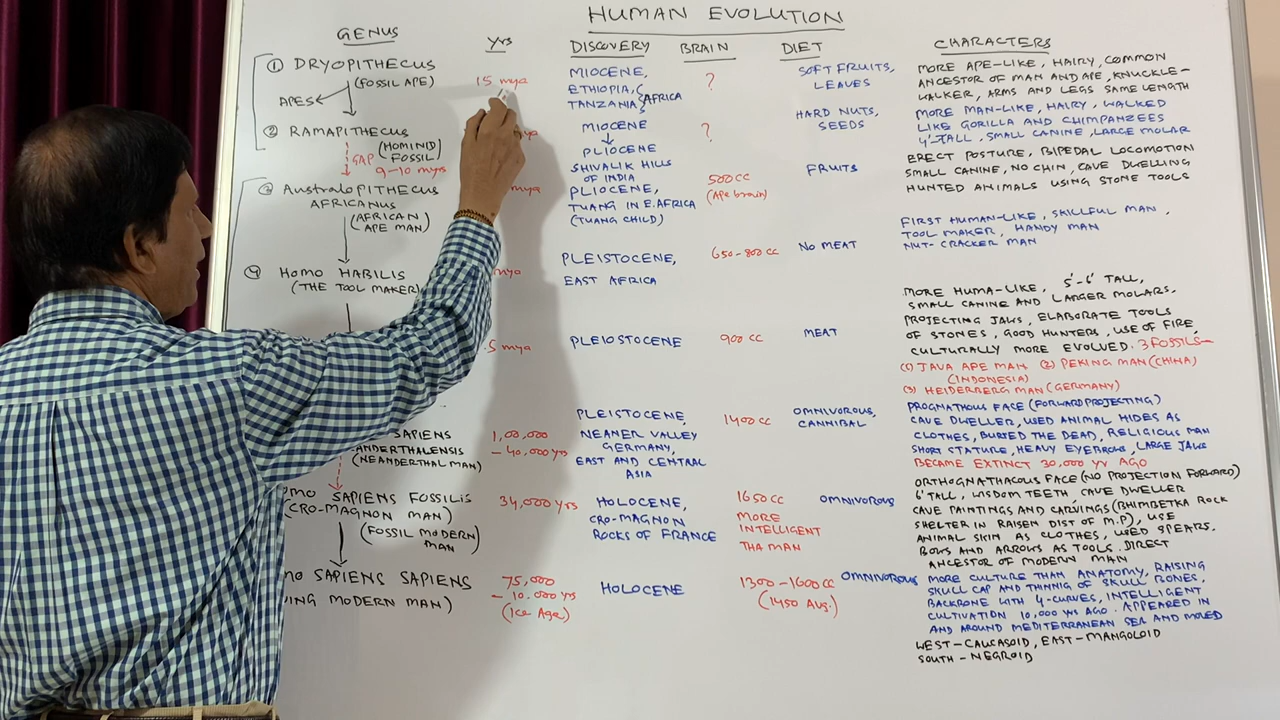 HUMAN EVOLUTION
GENUS
yrs
DISCOVERY
BRAIN
DIET
CHARACTERS
① DRYOPITHECUS
(FOSSIL APE)
APES
15 mya
MIOCENE,
ETHIOPIA,
TANZANIA
AFRICA
?
SOFT FRUITS,
LEAVES
MORE APE-LIKE, HAIRY, COMMON
ANCESTOR OF MAN AND APE, KNUCKLE-
WALKER, ARMS AND LEGS SAME LENGTH
② RAMAPITHECUS
(HOMINID
FOSSIL)
GAP
9-10 myrs
MIOCENE
PLIOCENE
SHIVALIK HILLS
OF INDIA
?
HARD NUTS,
SEEDS
MORE MAN-LIKE, HAIRY, WALKED
LIKE GORILLA AND CHIMPANZEES
4'-TALL, SMALL CANINE, LARGE MOLAR
AUSTRALOPITHECUS
AFRICANUS
(AFRICAN
APE MAN)
mya
PLIOCENE,
TUANG IN E.AFRICA
(TUANG CHILD)
500CC
(Ape brain)
FRUITS
ERECT POSTURE, BIPEDAL LOCOMOTION
SMALL CANINE, NO CHIN, CAVE DWELLING
HUNTED ANIMALS USING STONE TOOLS
④ HOMO HABILIS
(THE TOOL MAKER)
mya
PLEISTOCENE,
EAST AFRICA
650-800 CC
NO MEAT
FIRST HUMAN-LIKE, SKILLFUL MAN,
TOOL MAKER, HANDY MAN
NUT-CRACKER MAN
.5 mya
PLEIOSTOCENE
900 CC
MEAT
MORE HUMA-LIKE, 5'-6' TALL,
SMALL CANINE AND LARGER MOLARS,
PROJECTING JAWS, ELABORATE TOOLS
OF STONES, GOOD HUNTERS, USE OF FIRE,
CULTURALLY MORE EVOLVED. 3 FOSSILS
(1) JAVA APE MAN (2) PEKING MAN (CHINA)
(INDONESIA)
(3) HEIDERBERG MAN (GERMANY)
SAPIENS
ANDERTHALENSIS
(NEANDERTHAL MAN)
1,00,000
- 40,000 yrs
PLEISTOCENE,
NEANER VALLEY
GERMANY,
EAST AND CENTRAL
ASIA
1400 CC
OMNIVOROUS,
CANNIBAL
PROGNATHOUS FACE (FORWARD PROJECTING)
CAVE DWELLER, USED ANIMAL HIDES AS
CLOTHES, BURIED THE DEAD, RELIGIOUS MAN
SHORT STATURE, HEAVY EYEBROWS, LARGE JAWS
BECAME EXTINCT 30,000 yr AGO
OMO SAPIENS FOSSILIS
(CRO-MAGNON MAN)
(FOSSIL MODERN
MAN
34,000 yrs
HOLOCENE,
CRO-MAGNON
ROCKS OF FRANCE
1650 CC
MORE
INTELLIGENT
THA MAN
OMNIVOROUS
ORTHOGNATHACOUS FACE (NO PROJECTION FORWARD)
6' TALL, WISDOM TEETH, CAVE DWELLER
CAVE PAINTINGS AND CARVINGS (BHIMBETKA ROCK
SHELTER IN RAISEN DIST OF M.P), USE
ANIMAL SKIN AS CLOTHES, USED SPEARS,
BOWS AND ARROWS AS TOOLS. DIRECT
ANCESTOR OF MODERN MAN
MO SAPIENS SAPIENS
ING MODERN MAN)
75,000
- 10.000 yrs
(Ice Age)
HOLOCENE
1300-1600 CC
(1450 Avs.)
OMNIVOROUS
MORE CULTURE THAN ANATOMY, RAISING
SKULL CAP AND THINNIG OF SKULL BONES,
BACKBONE WITH 4-CURVES, INTELLIGENT
CULTIVATION 10,000 yrs AGO. APPEARED IN
AND AROUND MEDITERRANEAN SEA AND MOVED
WEST-CAUCASOID, EAST-MANGOLOID
SOUTH-NEGROID